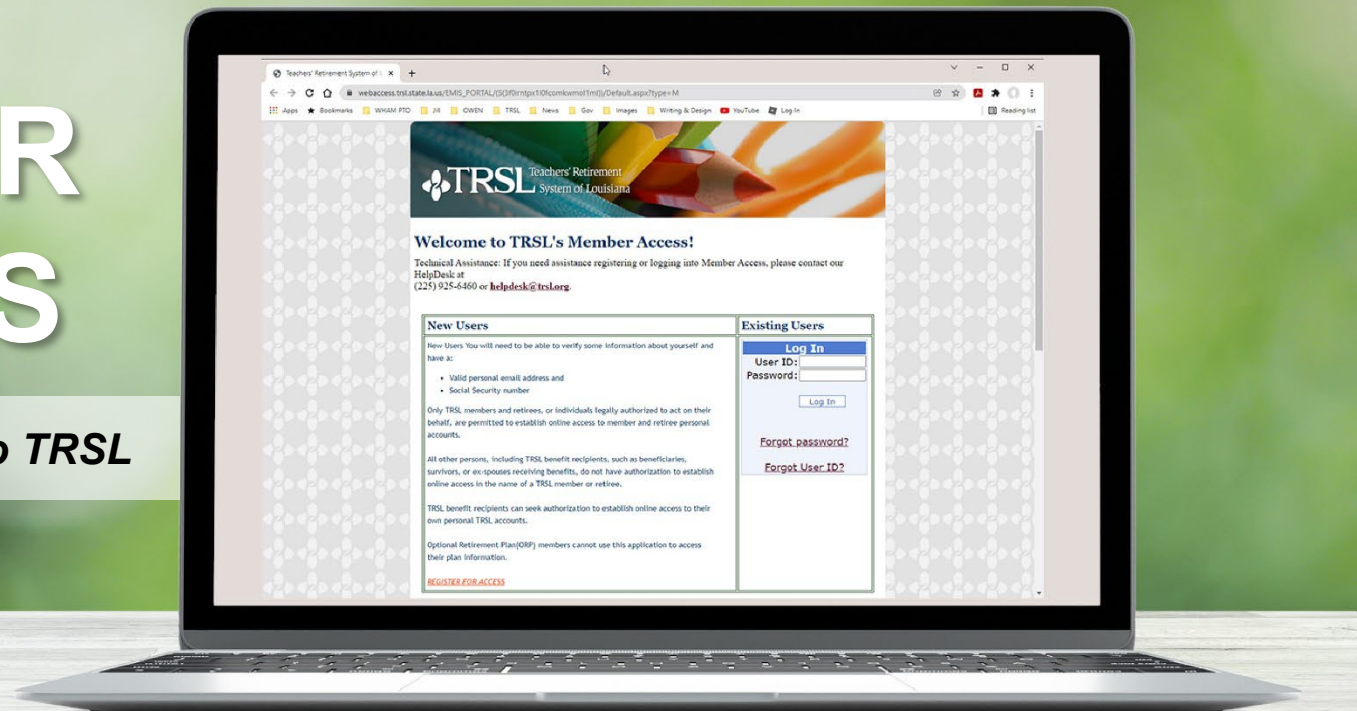 R
S
o TRSL
Teachers' Retirement System of L
webaccess.trsl.state.la.us/EMIS_PORTAL/
Apps Bookmarks WHAM PTO Jill OWEN TRSL News Gov Images Writing & Design YouTube Log In Reading list
TRSL Teachers' Retirement
System of Louisiana
Welcome to TRSL's Member Access!
Technical Assistance: If you need assistance registering or logging into Member Access, please contact our
HelpDesk at
(225) 925-6460 or helpdesk@trsl.org.
New Users
New Users You will need to be able to verify some information about yourself and
have a:
• Valid personal email address and
• Social Security number
Only TRSL members and retirees, or individuals legally authorized to act on their
behalf, are permitted to establish online access to member and retiree personal
accounts.
All other persons, including TRSL benefit recipients, such as beneficiaries,
survivors, or ex-spouses receiving benefits, do not have authorization to establish
online access in the name of a TRSL member or retiree.
TRSL benefit recipients can seek authorization to establish online access to their
own personal TRSL accounts.
Optional Retirement Plan(ORP) members cannot use this application to access
their plan information.
REGISTER FOR ACCESS
Existing Users
Log In
User ID:
Password:
Log In
Forgot password?
Forgot User ID?